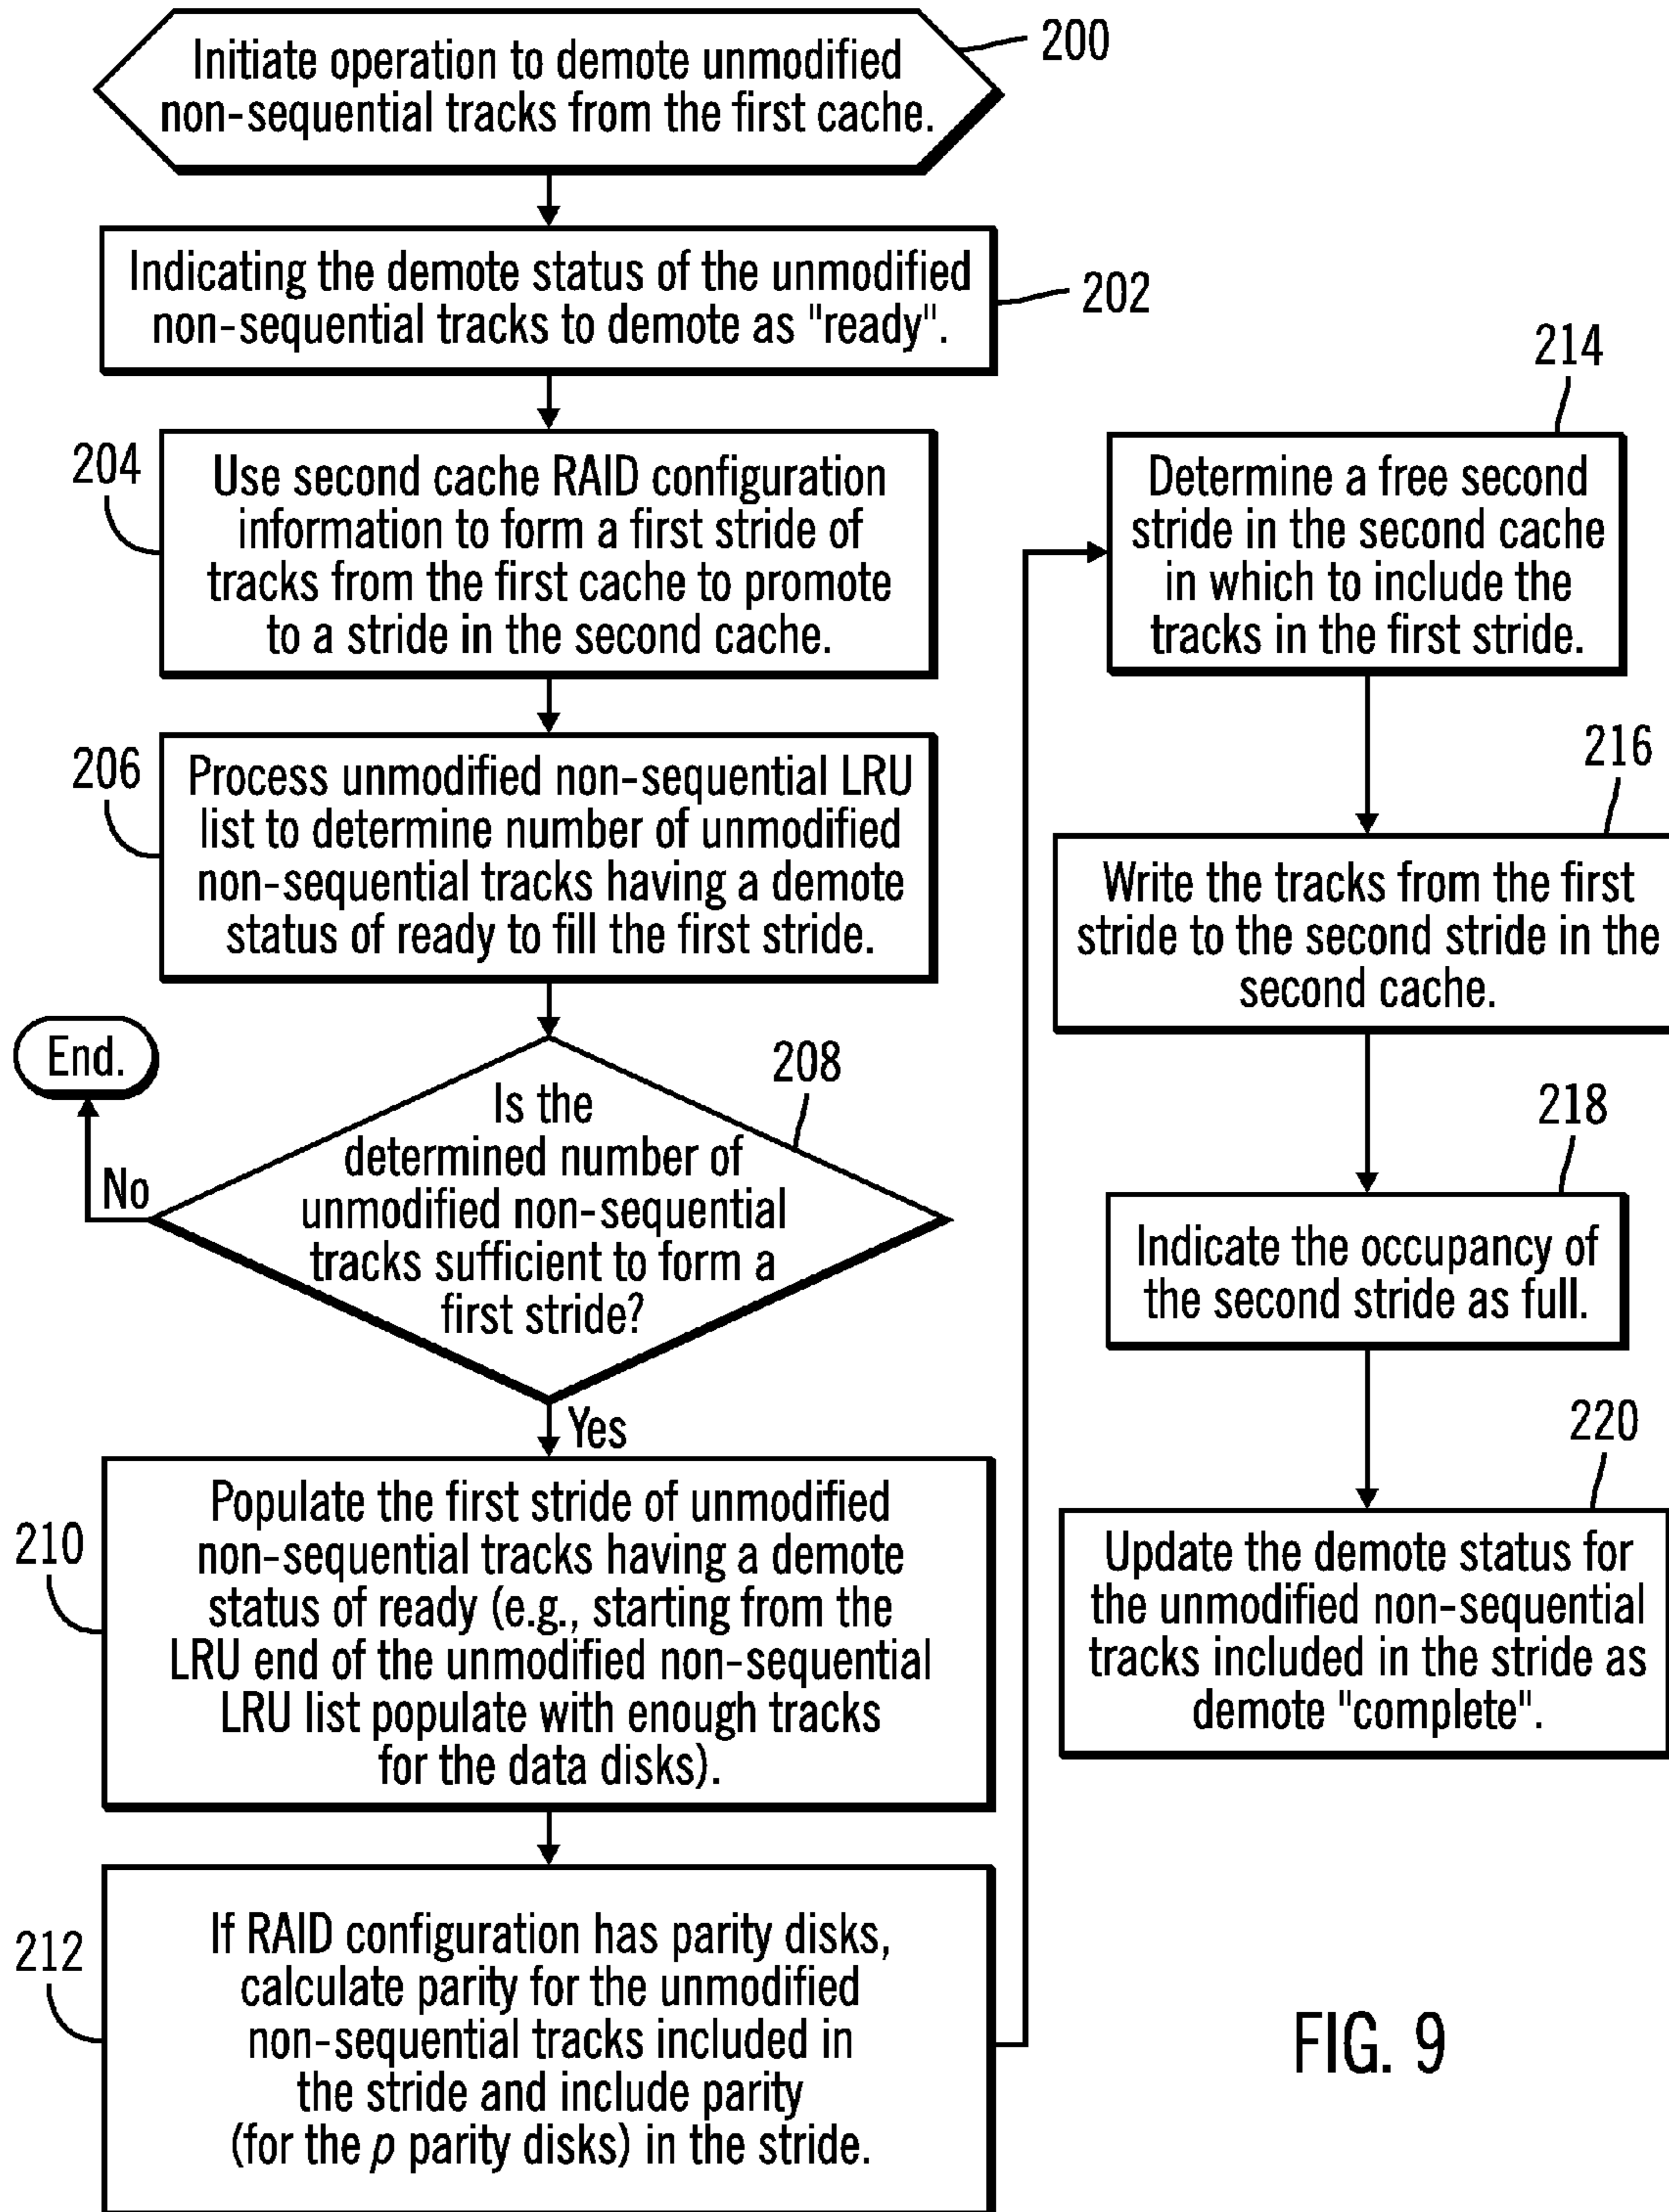 Initiate operation to demote unmodified
non-sequential tracks from the first cache.
200
Indicating the demote status of the unmodified
non-sequential tracks to demote as "ready".
202
204
Use second cache RAID configuration
information to form a first stride of
tracks from the first cache to promote
to a stride in the second cache.
206
Process unmodified non-sequential LRU
list to determine number of unmodified
non-sequential tracks having a demote
status of ready to fill the first stride.
End.
No
208
Is the
determined number of
unmodified non-sequential
tracks sufficient to form a
first stride?
Yes
210
Populate the first stride of unmodified
non-sequential tracks having a demote
status of ready (e.g., starting from the
LRU end of the unmodified non-sequential
LRU list populate with enough tracks
for the data disks).
212
If RAID configuration has parity disks,
calculate parity for the unmodified
non-sequential tracks included in
the stride and include parity
(for the p parity disks) in the stride.
214
Determine a free second
stride in the second cache
in which to include the
tracks in the first stride.
216
Write the tracks from the first
stride to the second stride in the
second cache.
218
Indicate the occupancy of
the second stride as full.
220
Update the demote status for
the unmodified non-sequential
tracks included in the stride as
demote "complete".
FIG. 9